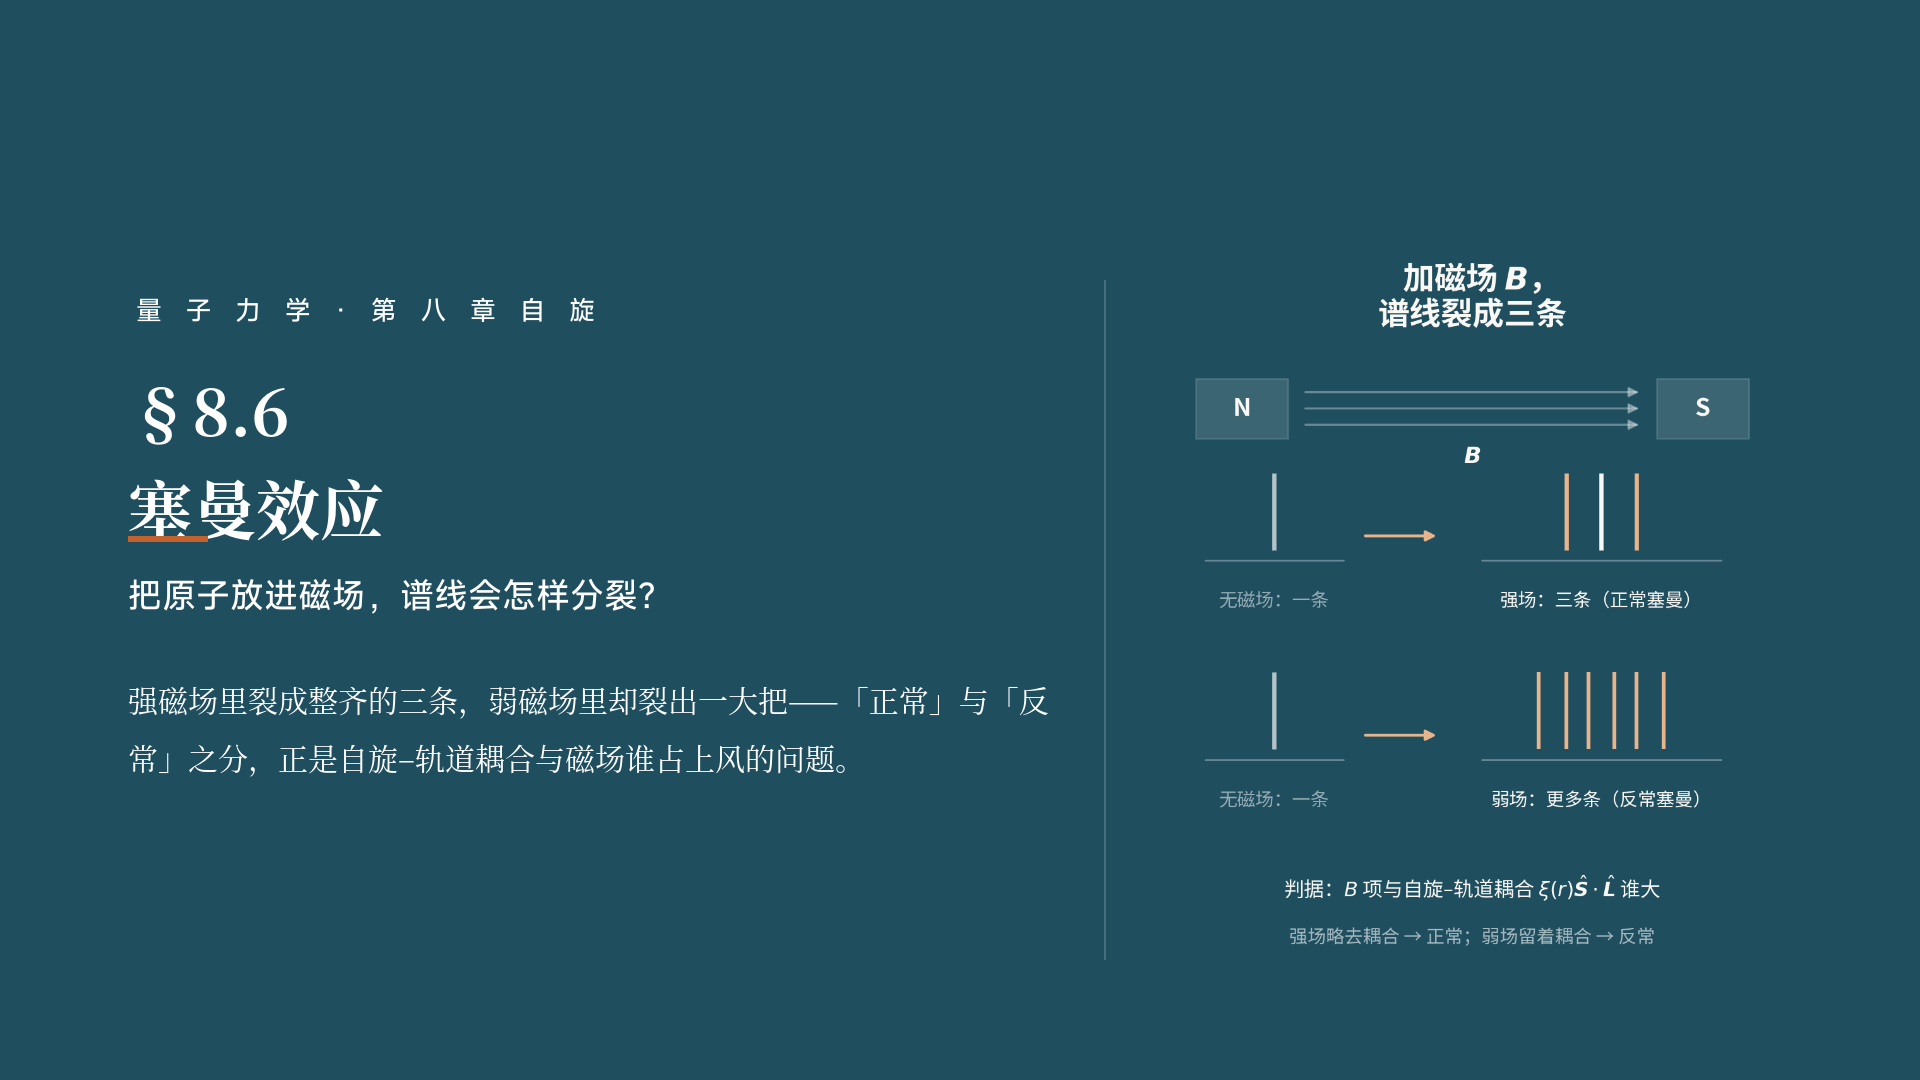 量子力学·第八章自旋
§8.6
塞曼效应
把原子放进磁场，谱线会怎样分裂？
强磁场里裂成整齐的三条，弱磁场里却裂出一大把——「正常」与「反
常」之分，正是自旋–轨道耦合与磁场谁占上风的问题。
加磁场 B，
谱线裂成三条
N
S
B
无磁场：一条
强场：三条（正常塞曼）
无磁场：一条
弱场：更多条（反常塞曼）
判据：B 项与自旋–轨道耦合 ξ(r)Ŝ · L̂ 谁大
强场略去耦合 → 正常；弱场留着耦合 → 反常